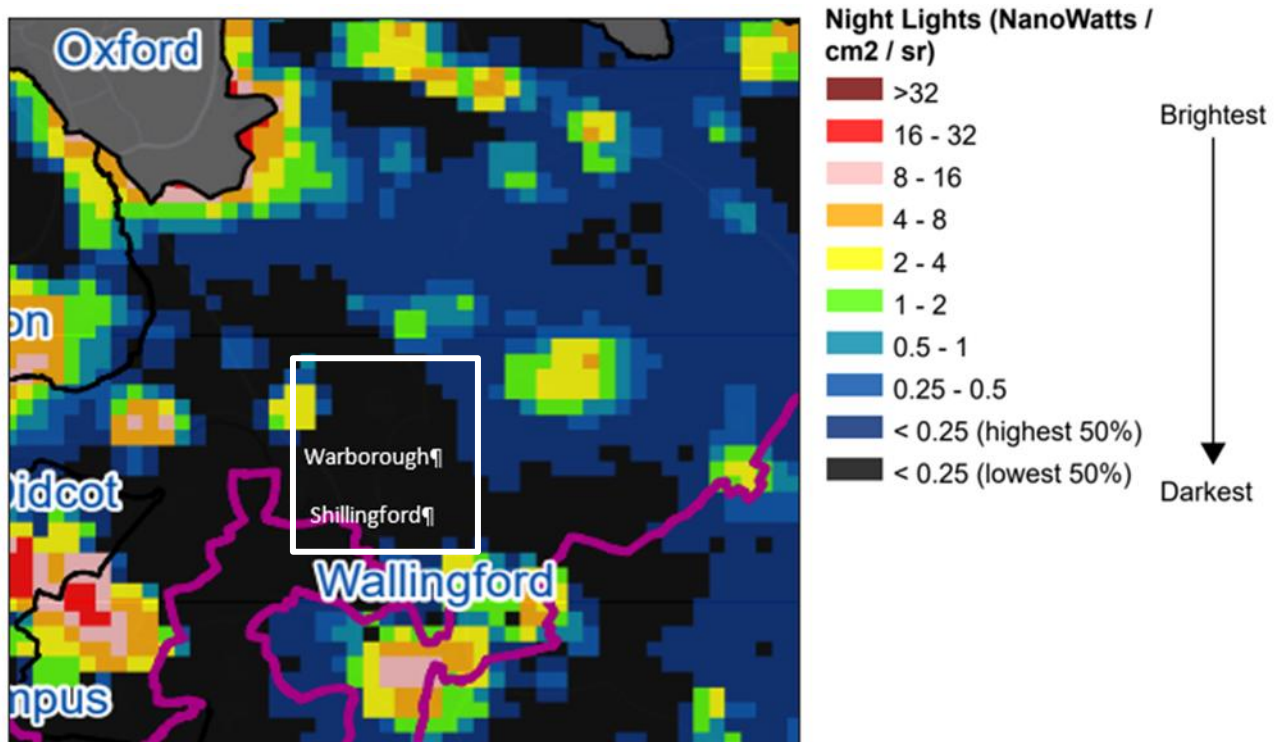 Oxford
on
Didcot
mpus
Warborough¶
Shillingford¶
Wallingford
Night Lights (NanoWatts /
cm2 / sr)
>32
16 - 32
8 - 16
4 - 8
2 - 4
1 - 2
0.5 - 1
0.25 - 0.5
< 0.25 (highest 50%)
< 0.25 (lowest 50%)
Brightest
Darkest